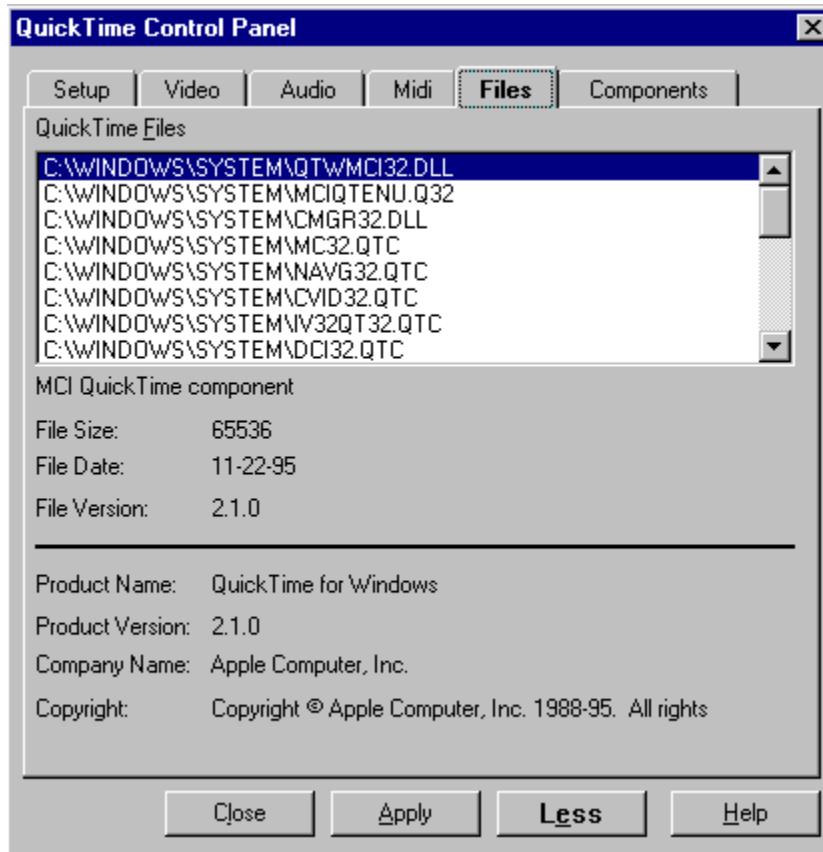 QuickTime Control Panel
Setup Video Audio Midi Files Components
QuickTime Files
C:\WINDOWS\SYSTEM\QTWMCI32.DLL
C:\WINDOWS\SYSTEM\MCIQTENU.Q32
C:\WINDOWS\SYSTEM\CMGR32.DLL
C:\WINDOWS\SYSTEM\MC32.QTC
C:\WINDOWS\SYSTEM\NAVG32.QTC
C:\WINDOWS\SYSTEM\CVID32.QTC
C:\WINDOWS\SYSTEM\IV32QT32.QTC
C:\WINDOWS\SYSTEM\DCI32.QTC
MCI QuickTime component
File Size: 65536
File Date: 11-22-95
File Version: 2.1.0
Product Name: QuickTime for Windows
Product Version: 2.1.0
Company Name: Apple Computer, Inc.
Copyright: Copyright © Apple Computer, Inc. 1988-95. All rights
Close Apply Less Help